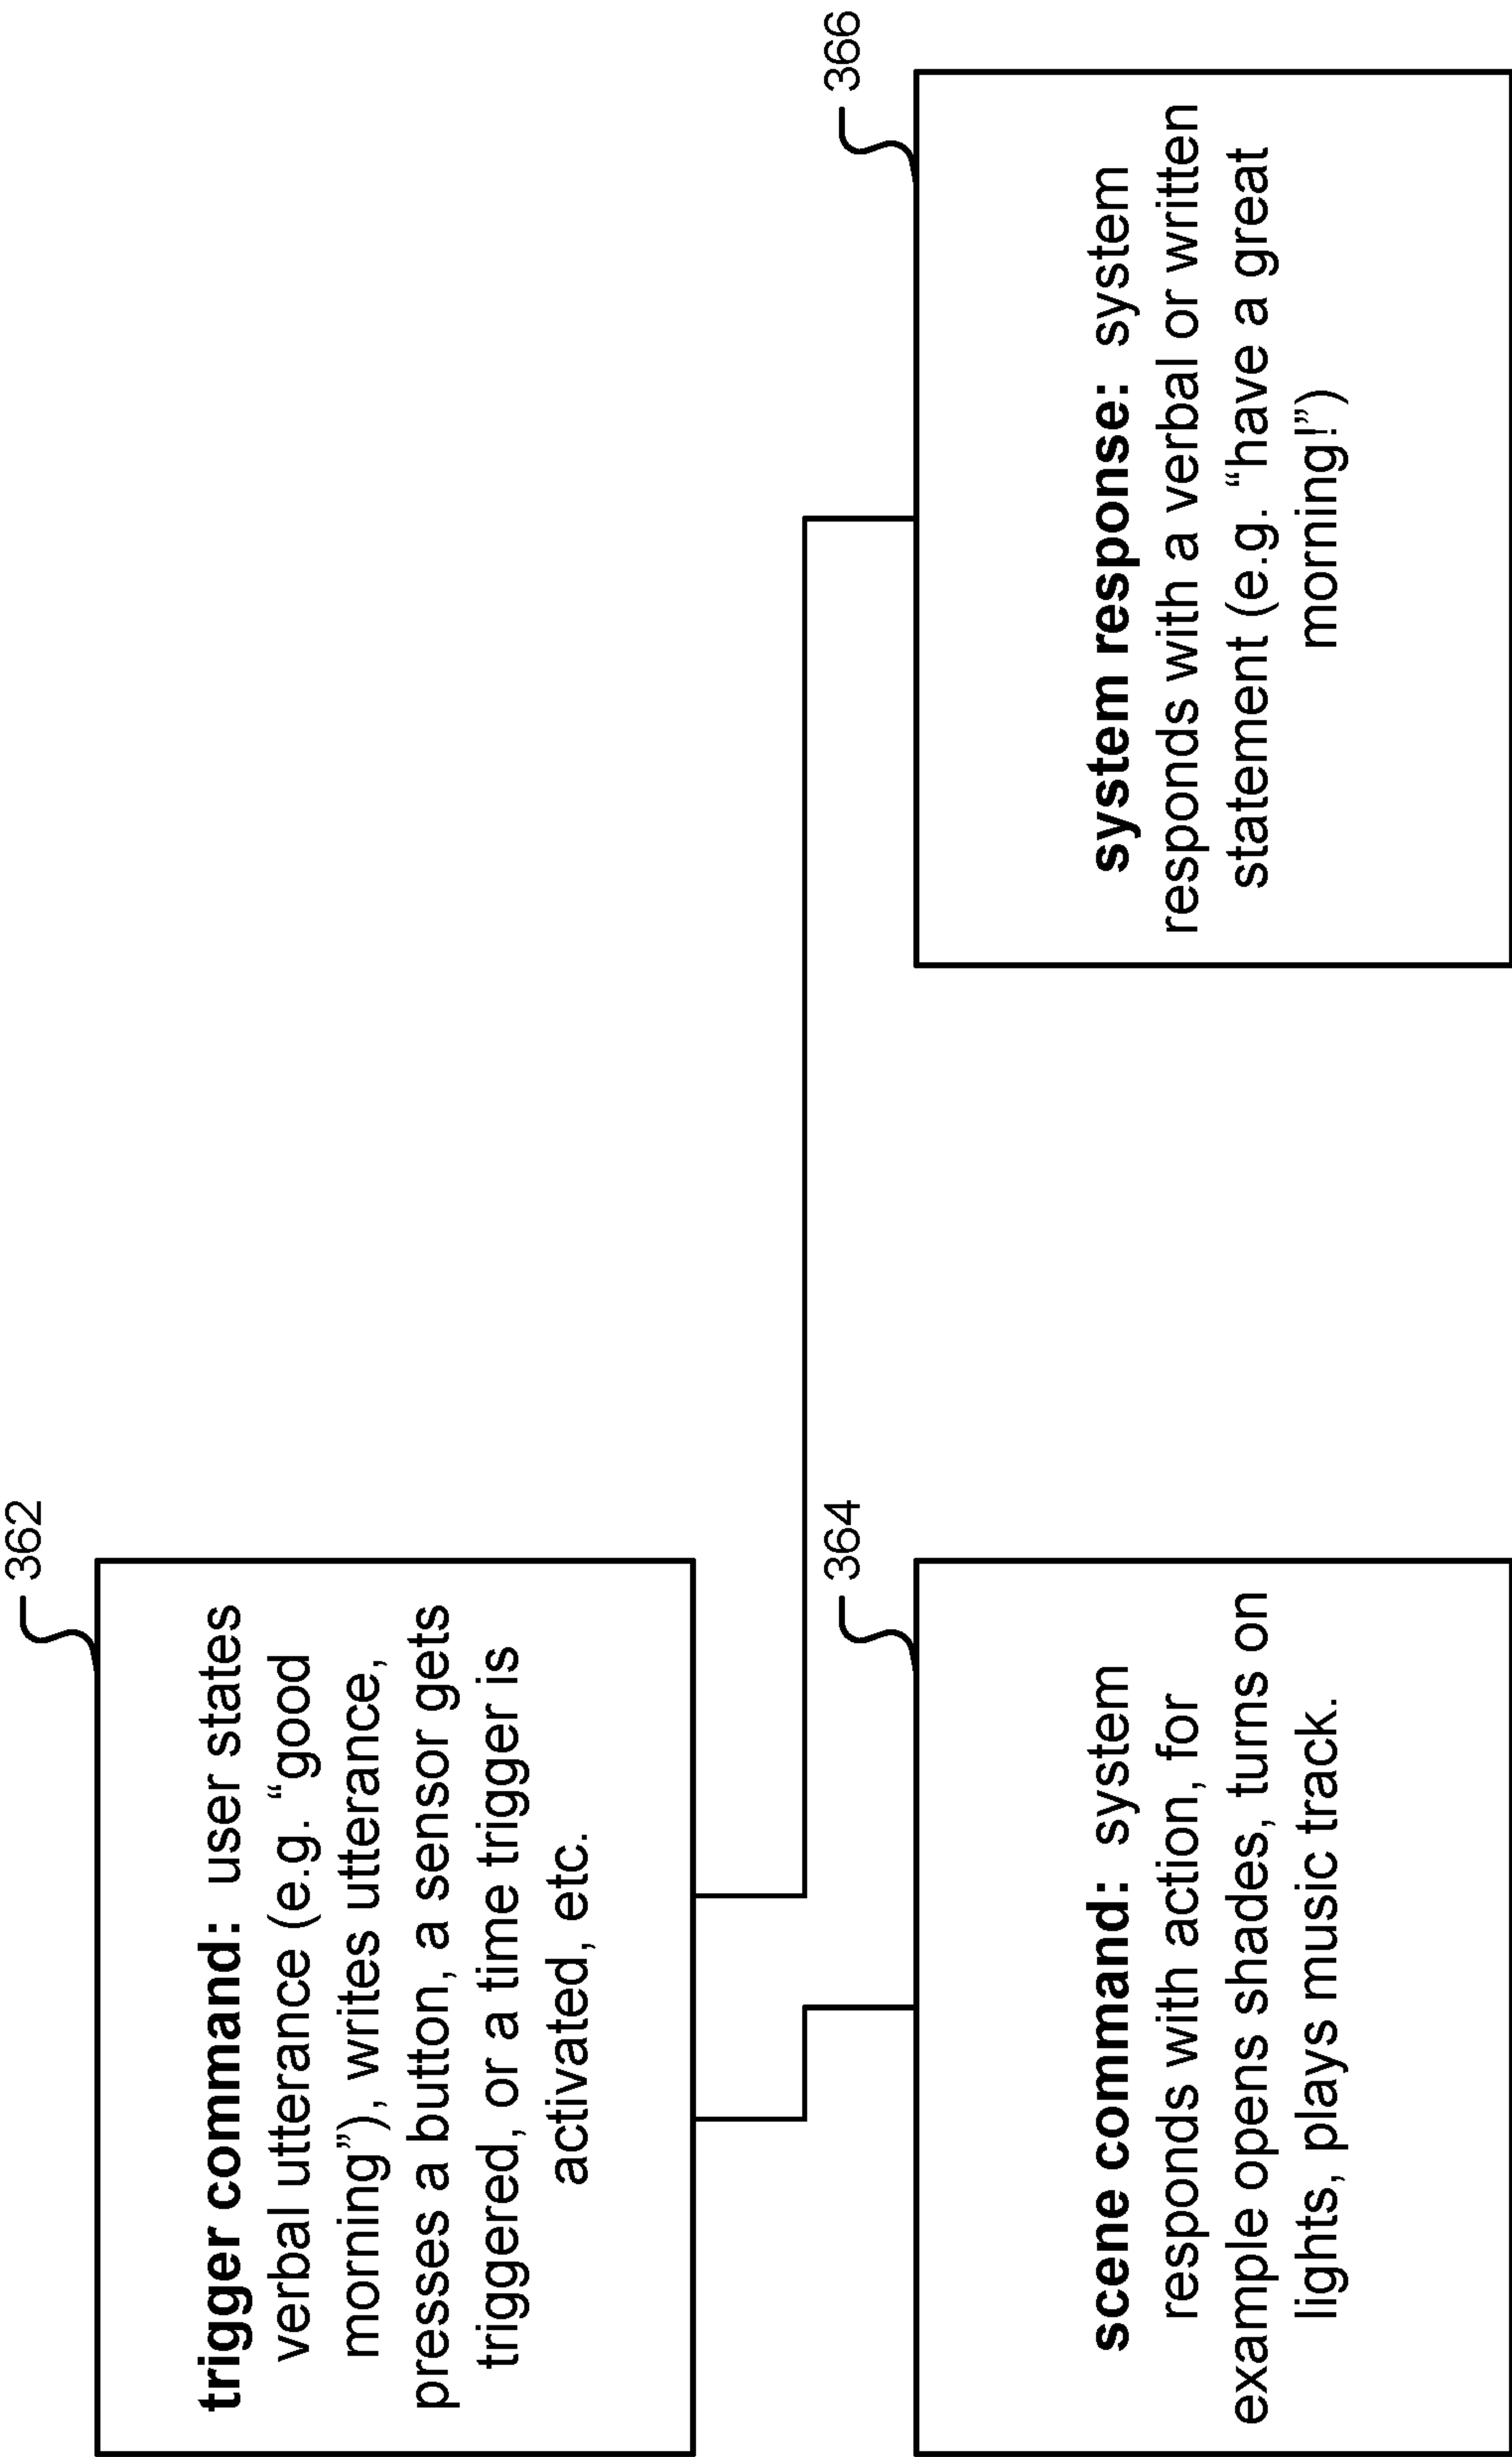 362
trigger command: user states
verbal utterance (e.g. “good
morning”), writes utterance,
presses a button, a sensor gets
triggered, or a time trigger is
activated, etc.
364
scene command: system
responds with action, for
example opens shades, turns on
lights, plays music track.
366
system response: system
responds with a verbal or written
statement (e.g. “have a great
morning!”)